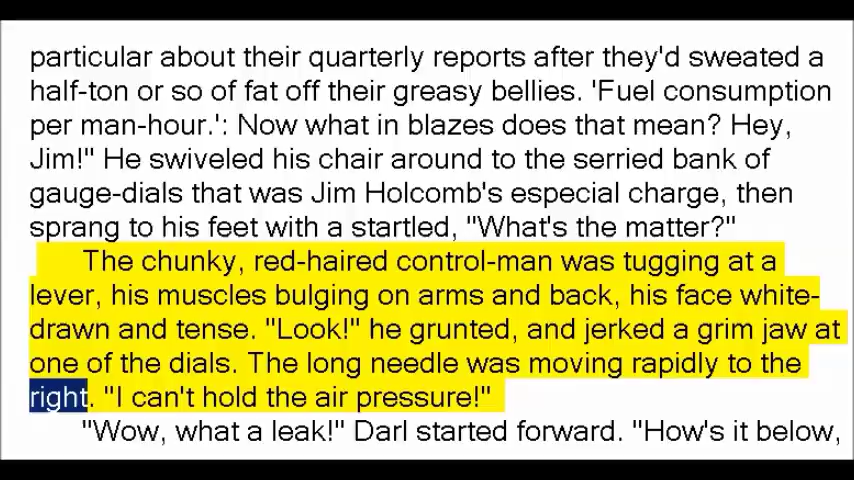 particular about their quarterly reports after they'd sweated a
half-ton or so of fat off their greasy bellies. 'Fuel consumption
per man-hour.': Now what in blazes does that mean? Hey,
Jim!" He swiveled his chair around to the serried bank of
gauge-dials that was Jim Holcomb's especial charge, then
sprang to his feet with a startled, "What's the matter?"
The chunky, red-haired control-man was tugging at a
lever, his muscles bulging on arms and back, his face white-
drawn and tense. "Look!" he grunted, and jerked a grim jaw at
one of the dials. The long needle was moving rapidly to the
right. "I can't hold the air pressure!"
"Wow, what a leak!" Darl started forward. "How's it below,